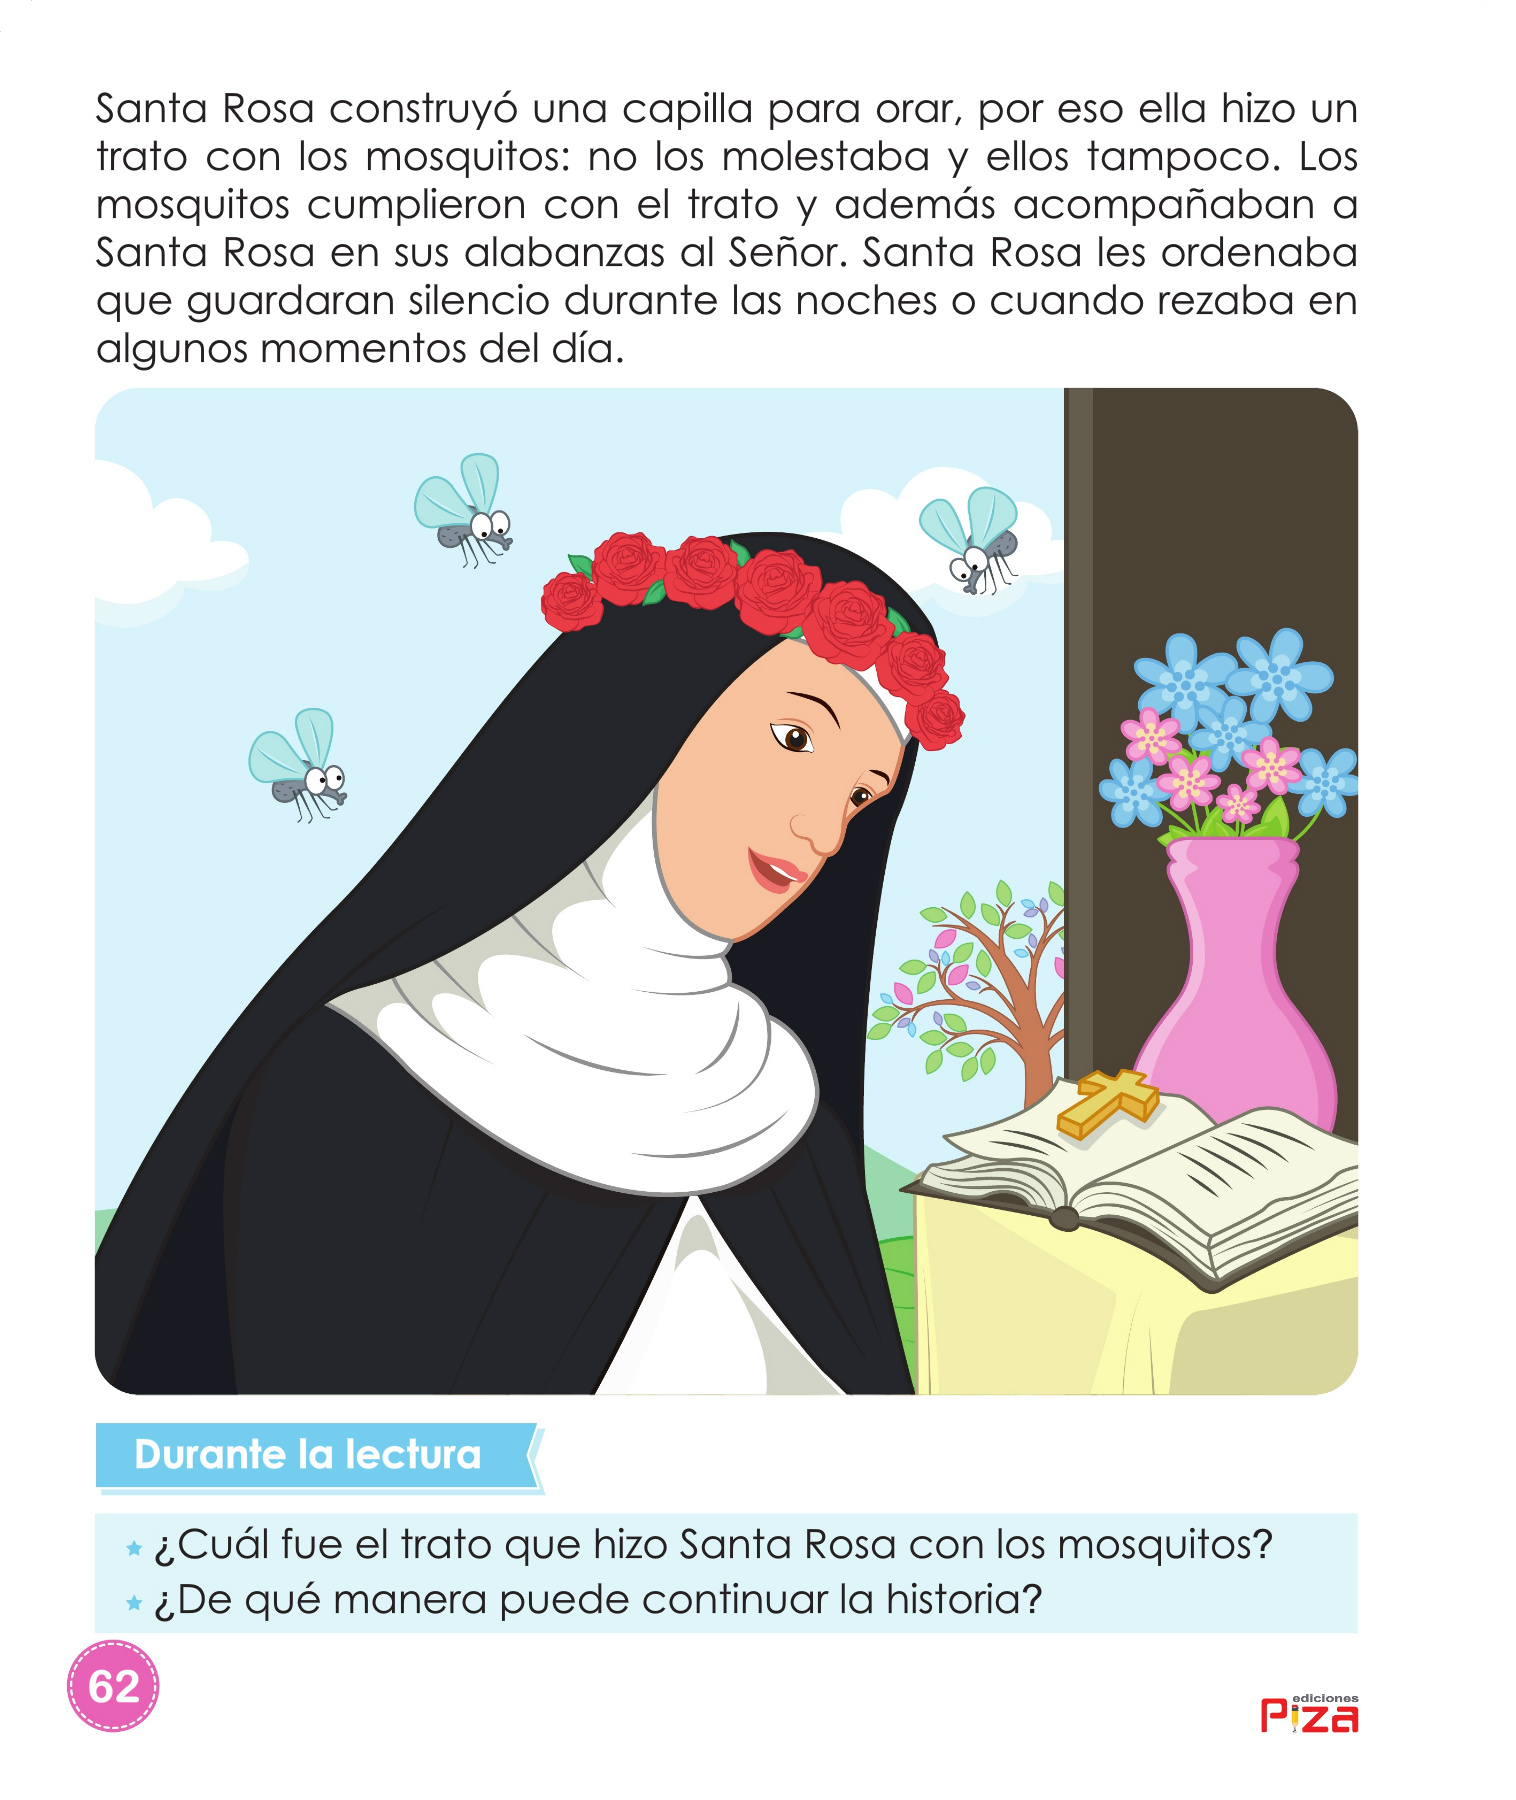 Santa Rosa construyó una capilla para orar, por eso ella hizo un
trato con los mosquitos: no los molestaba y ellos tampoco. Los
mosquitos cumplieron con el trato y además acompañaban a
Santa Rosa en sus alabanzas al Señor. Santa Rosa les ordenaba
que guardaran silencio durante las noches o cuando rezaba en
algunos momentos del día.
Durante la lectura
¿Cuál fue el trato que hizo Santa Rosa con los mosquitos?
¿De qué manera puede continuar la historia?
62
ediciones
Piza